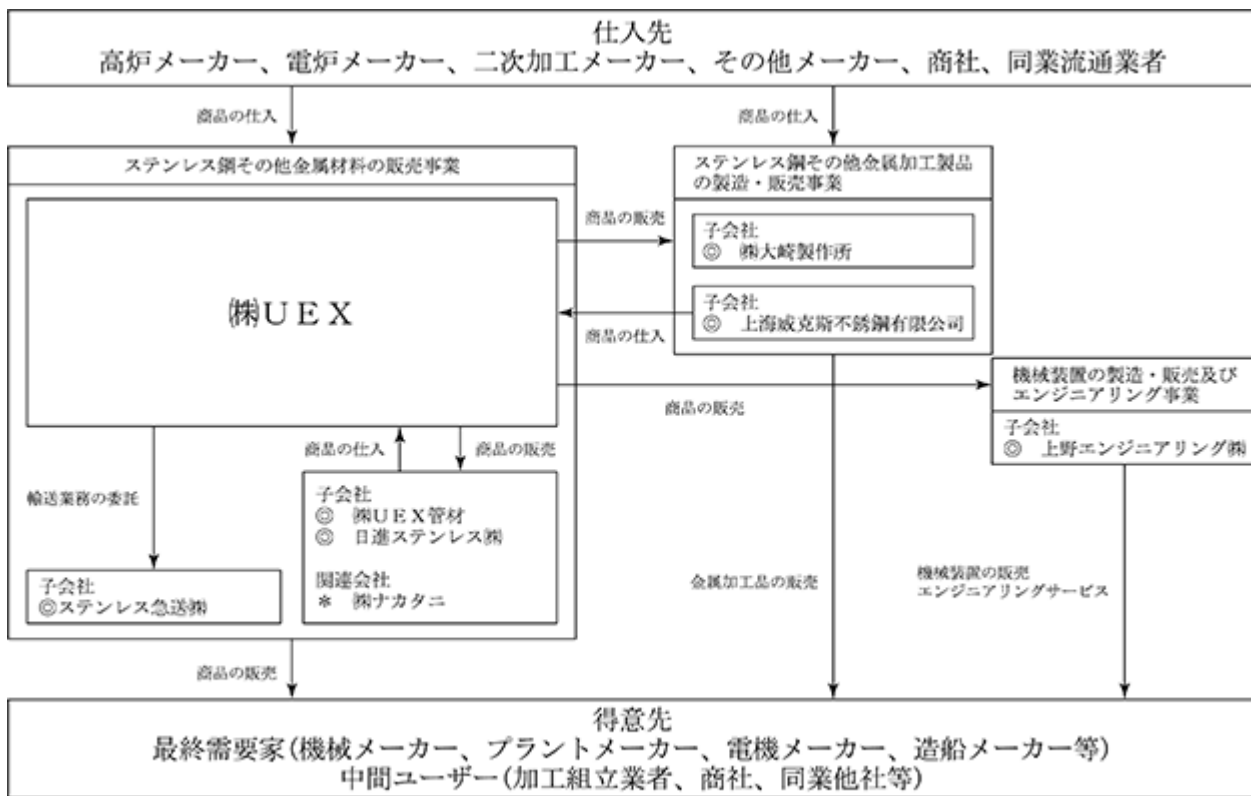 仕入先
高炉メーカー、電炉メーカー、二次加工メーカー、その他メーカー、商社、同業流通業者
商品の仕入
商品の仕入
ステンレス鋼その他金属材料の販売事業
ステンレス鋼その他金属加工製品
の製造・販売事業
㈱UEX
商品の販売
子会社
◎ ㈱大崎製作所
子会社
◎ 上海威克斯不銹鋼有限公司
商品の仕入
機械装置の製造・販売及び
エンジニアリング事業
商品の販売
子会社
◎ 上野エンジニアリング㈱
商品の仕入
商品の販売
輸送業務の委託
子会社
◎ ㈱UEX管材
◎ 日進ステンレス㈱
関連会社
* ㈱ナカタニ
子会社
◎ステンレス急送㈱
金属加工品の販売
機械装置の販売
エンジニアリングサービス
商品の販売
得意先
最終需要家(機械メーカー、プラントメーカー、電機メーカー、造船メーカー等)
中間ユーザー(加工組立業者、商社、同業他社等)